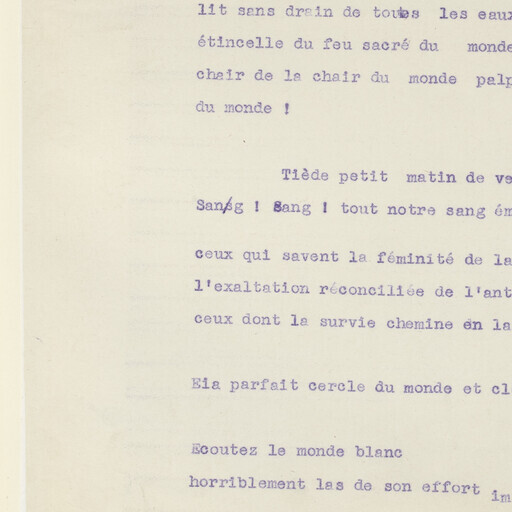 lit sans drain de toutes les eaux
étincelle du feu sacré du monde
chair de la chair du monde palp
du monde !
Tiède petit matin de ve
Sang ! Sang ! tout notre sang ém
ceux qui savent la féminité de la
l'exaltation réconciliée de l'ant
ceux dont la survie chemine en la
Eia parfait cercle du monde et cl
Ecoutez le monde blanc
horriblement las de son effort im